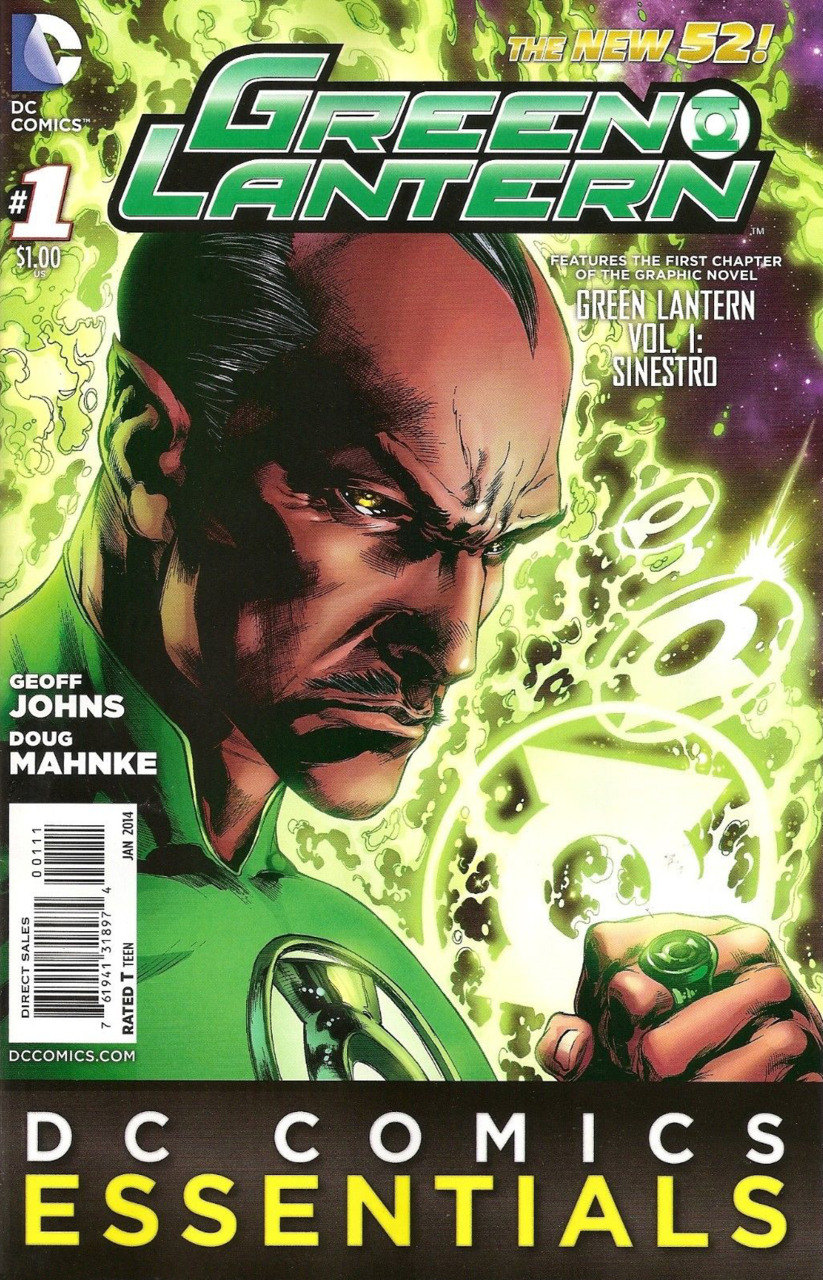 THE NEW 52!
DC
COMICS™
GREEN
LANTERN
™
#1
$1.00
US
FEATURES THE FIRST CHAPTER
OF THE GRAPHIC NOVEL
GREEN LANTERN
VOL. 1:
SINESTRO
GEOFF
JOHNS
DOUG
MAHNKE
00111
7 61941 31897 4
JAN 2014
RATED T TEEN
DIRECT SALES
DCCOMICS.COM
DC COMICS
ESSENTIALS